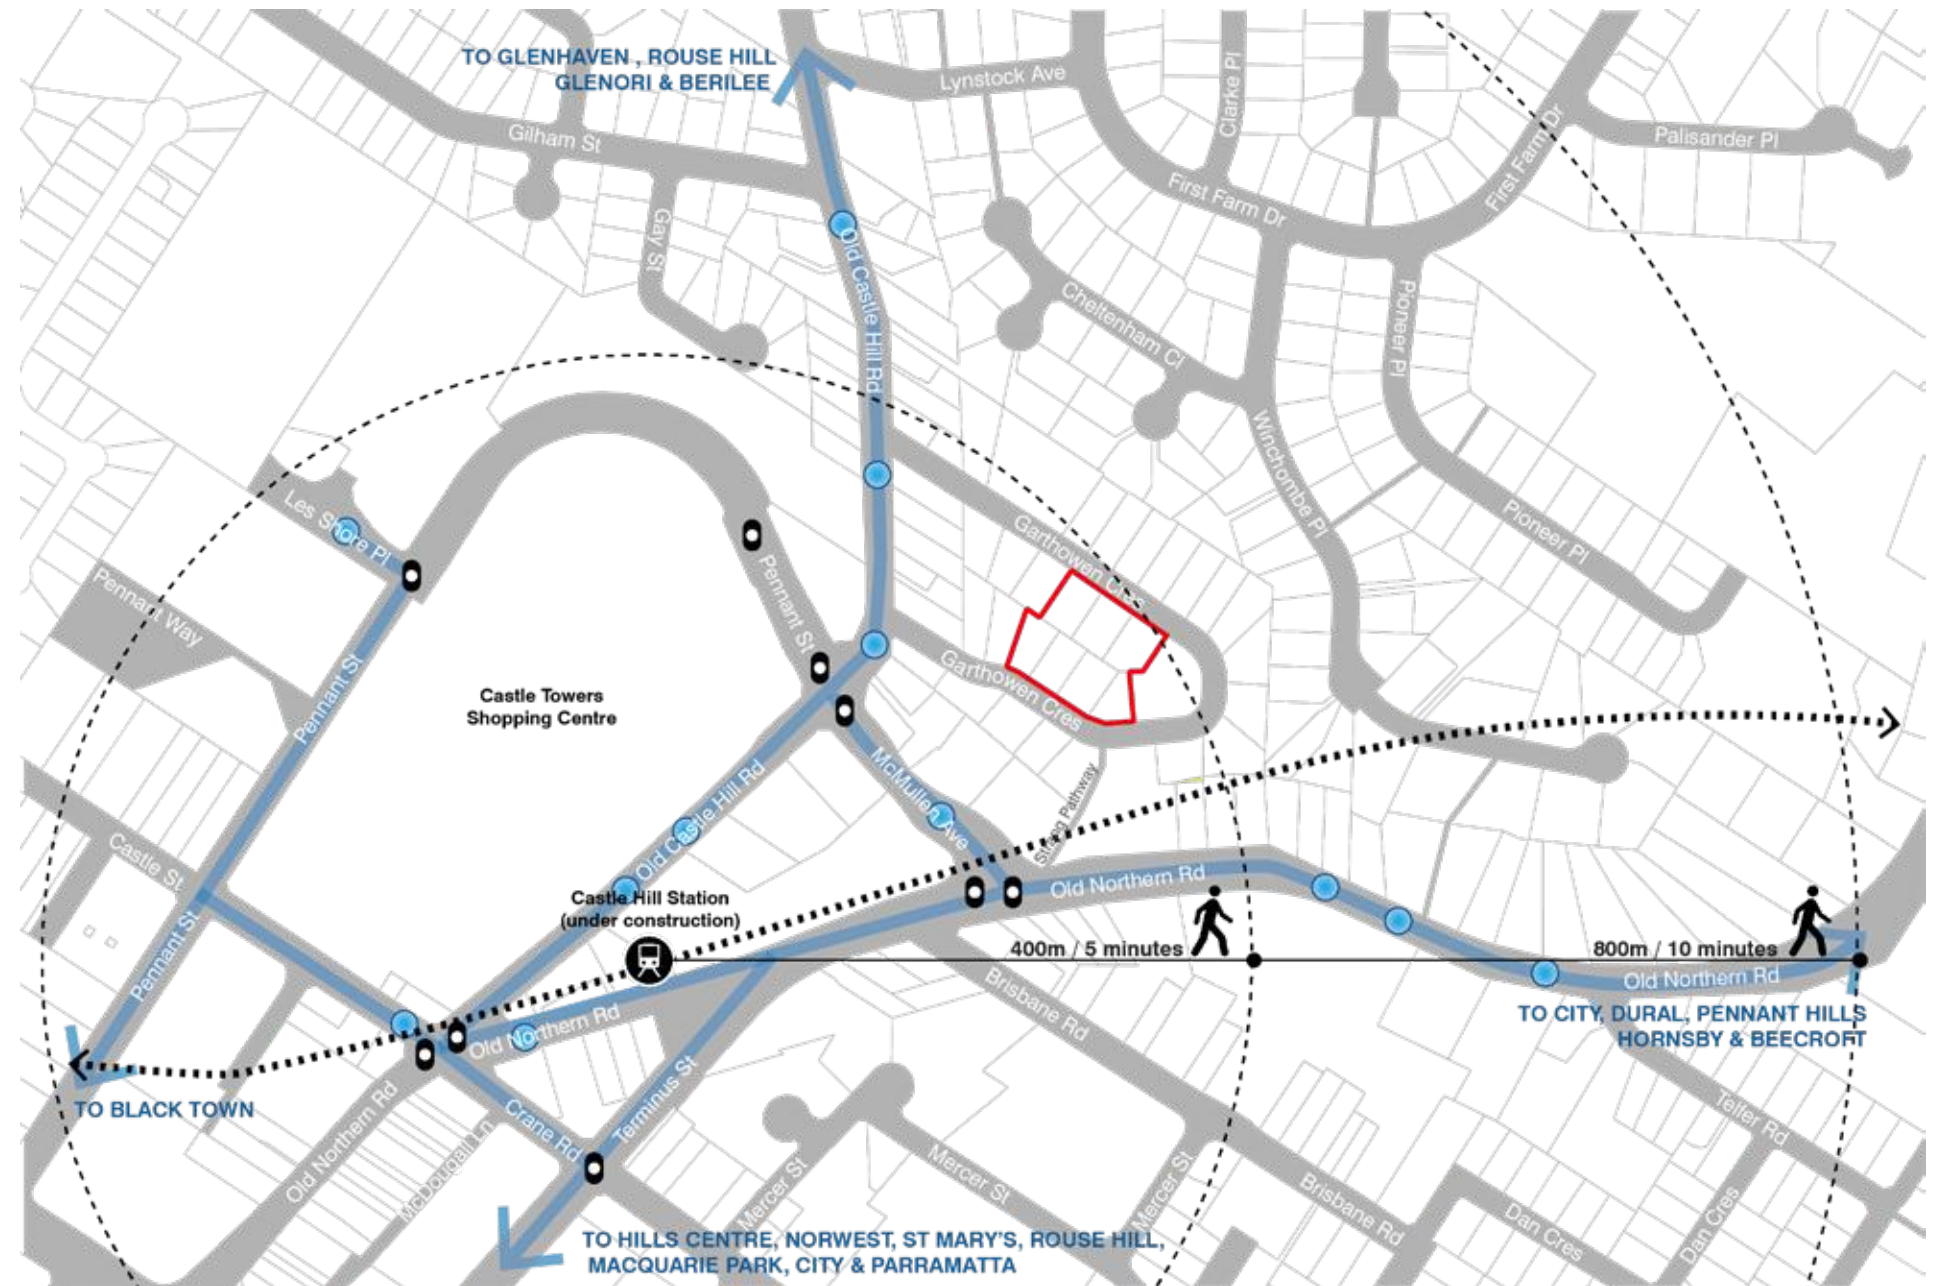 TO GLENHAVEN , ROUSE HILL
GLENORI & BERILEE
Lynstock Ave
Clarke Pl
Gilham St
Palisander Pl
First Farm Dr
First Farm Dr
Gay St
Old Castle Hill Rd
Cheltenham Cl
Pioneer Pl
Winchombe Pl
Les Shore Pl
Garthowen Cres
Pioneer Pl
Pennant Way
Pennant St
Pennant St
Garthowen Cres
Castle Towers
Shopping Centre
McMullen Ave
Old Castle Hill Rd
Pathway
Castle St
Old Northern Rd
Castle Hill Station
(under construction)
Pennant St
400m / 5 minutes
800m / 10 minutes
Old Northern Rd
Brisbane Rd
Old Northern Rd
TO CITY, DURAL, PENNANT HILLS
HORNSBY & BEECROFT
TO BLACK TOWN
Old Northern Rd
McDougall Ln
Crane Rd
Terminus St
Telfer Rd
Mercer St
Mercer St
Mercer St
Brisbane Rd
Dan Cres
Dan Cres
TO HILLS CENTRE, NORWEST, ST MARY'S, ROUSE HILL,
MACQUARIE PARK, CITY & PARRAMATTA